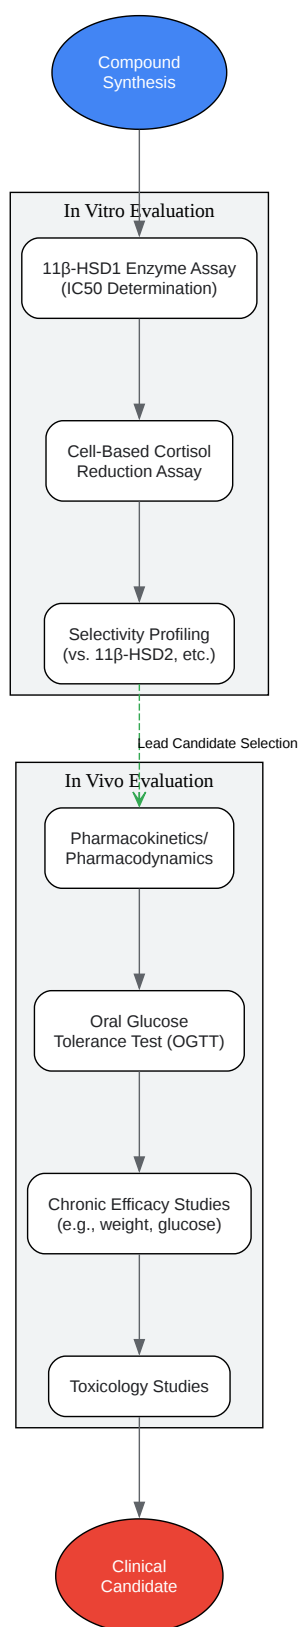 Compound
Synthesis
In Vitro Evaluation
11β-HSD1 Enzyme Assay
(IC50 Determination)
Cell-Based Cortisol
Reduction Assay
Selectivity Profiling
(vs. 11β-HSD2, etc.)
Lead Candidate Selection
In Vivo Evaluation
Pharmacokinetics/
Pharmacodynamics
Oral Glucose
Tolerance Test (OGTT)
Chronic Efficacy Studies
(e.g., weight, glucose)
Toxicology Studies
Clinical
Candidate